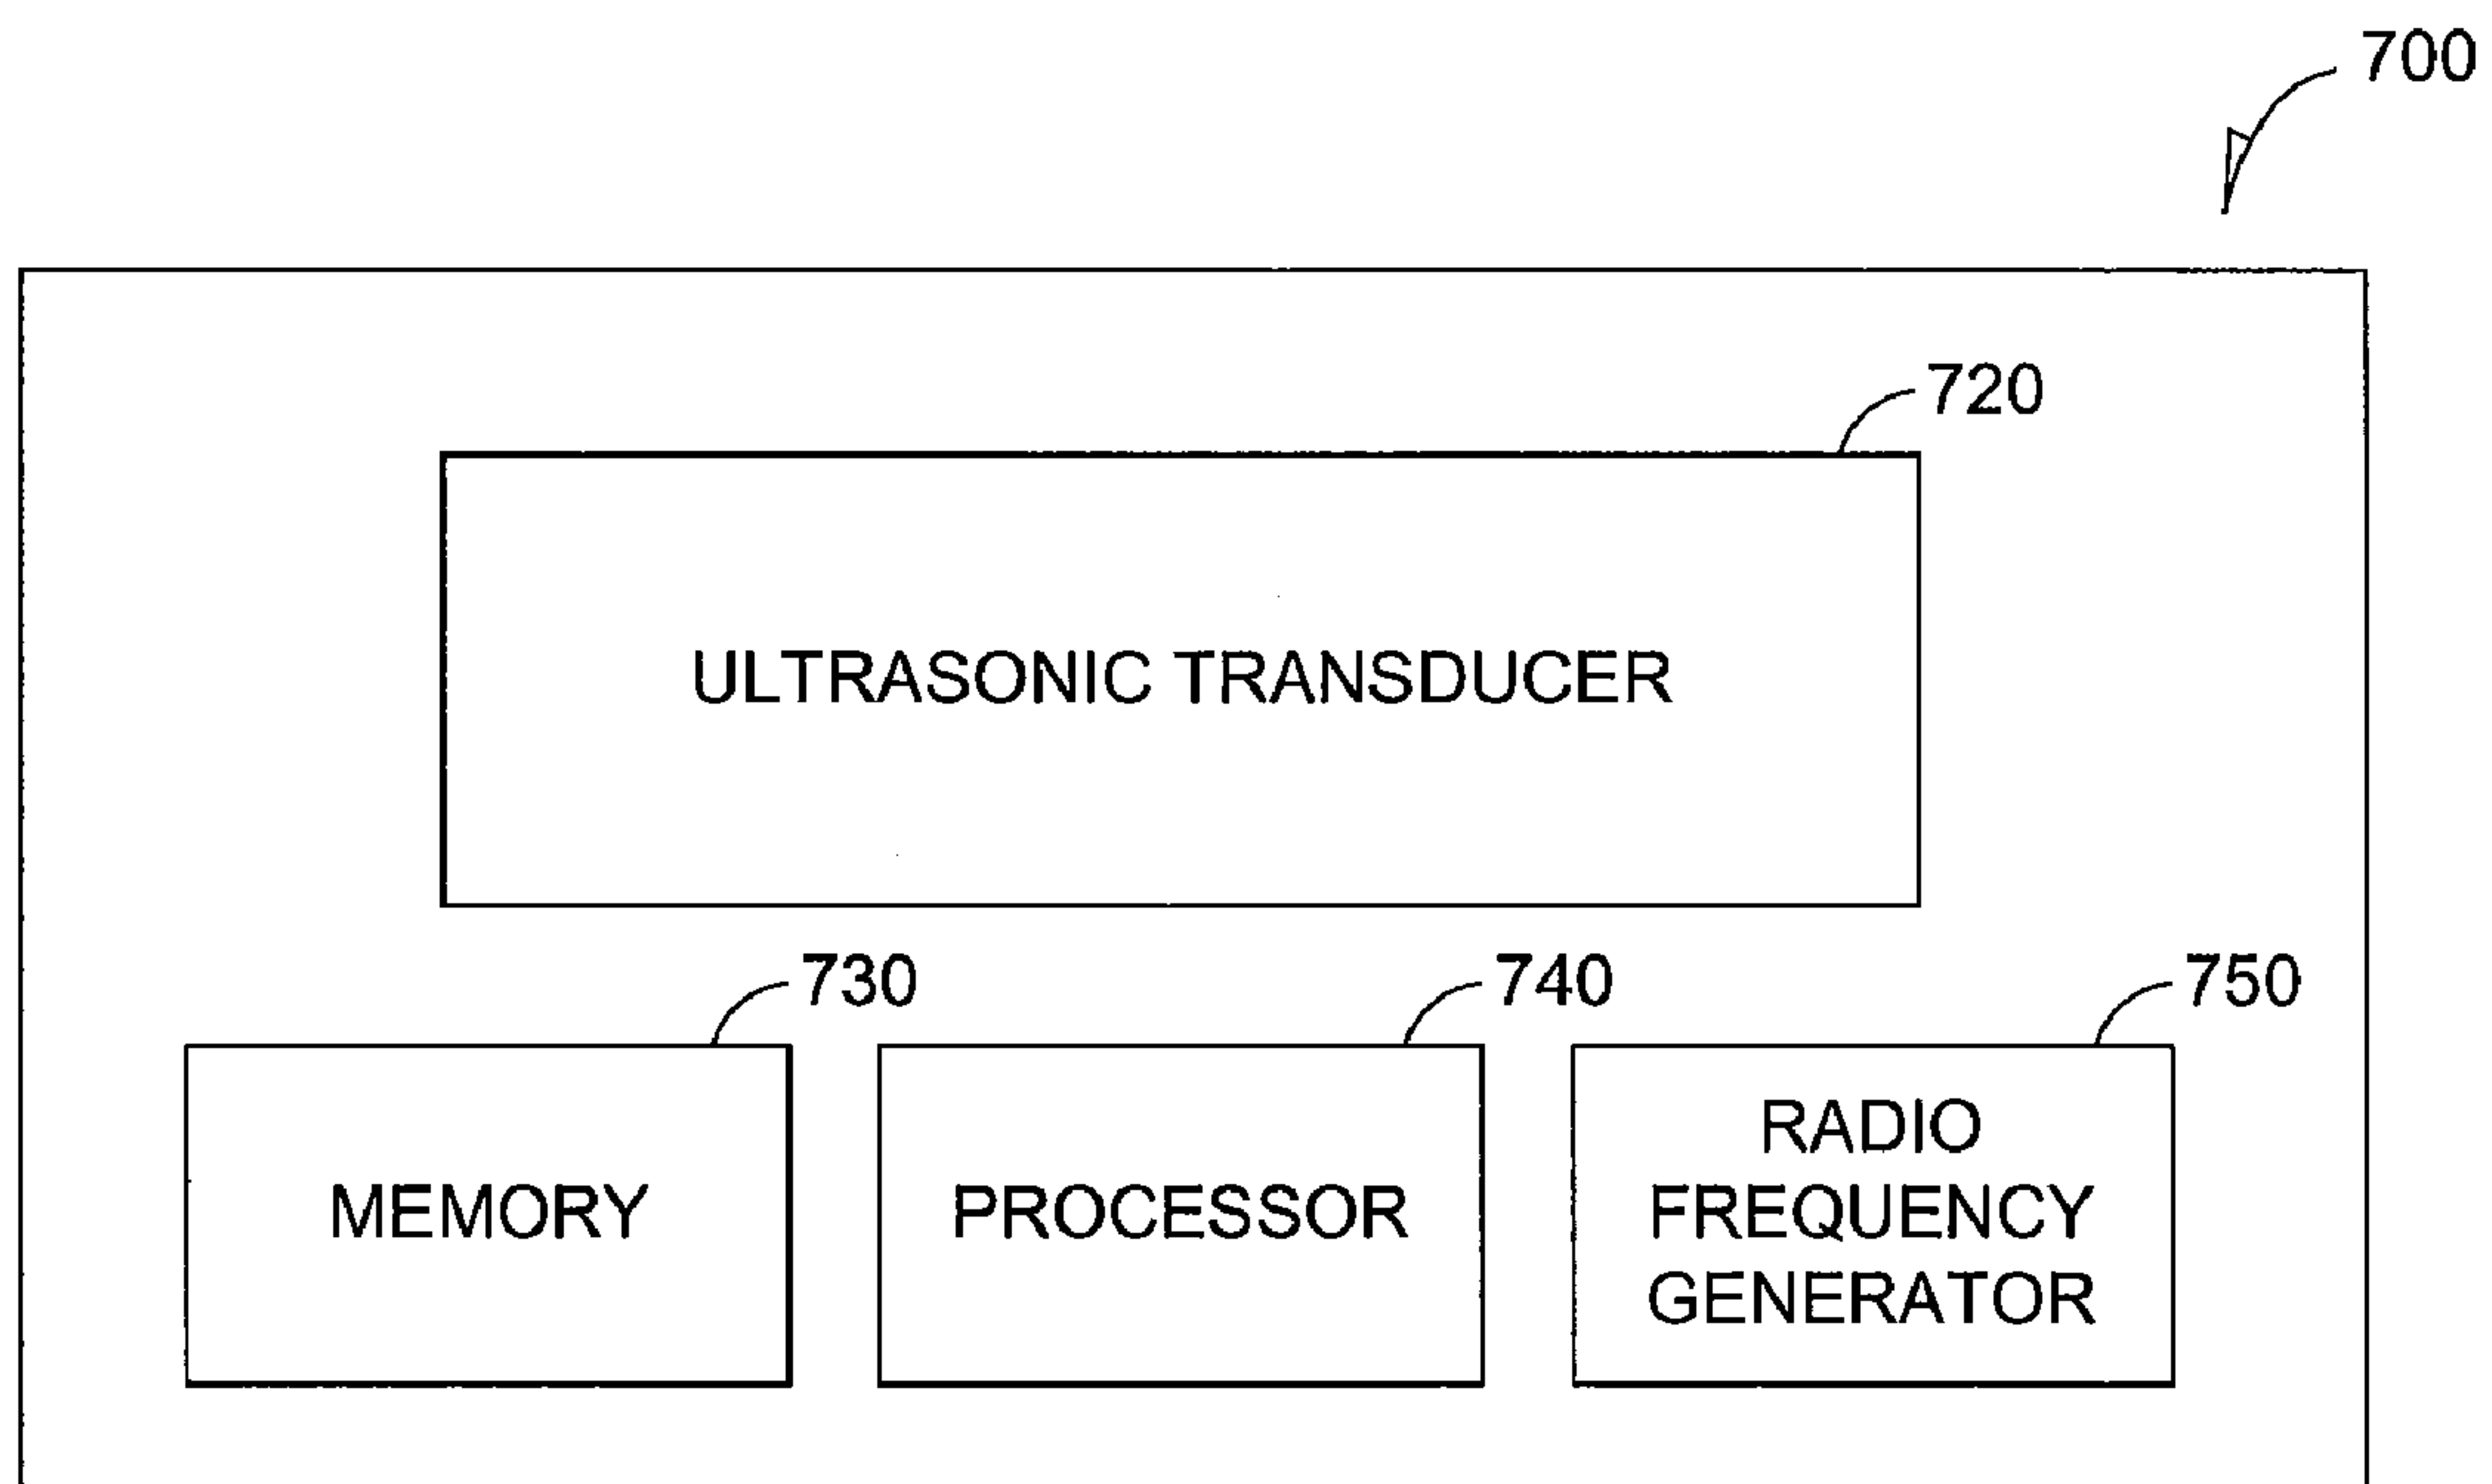 700
720
ULTRASONIC TRANSDUCER
730
740
750
MEMORY
PROCESSOR
RADIO
FREQUENCY
GENERATOR